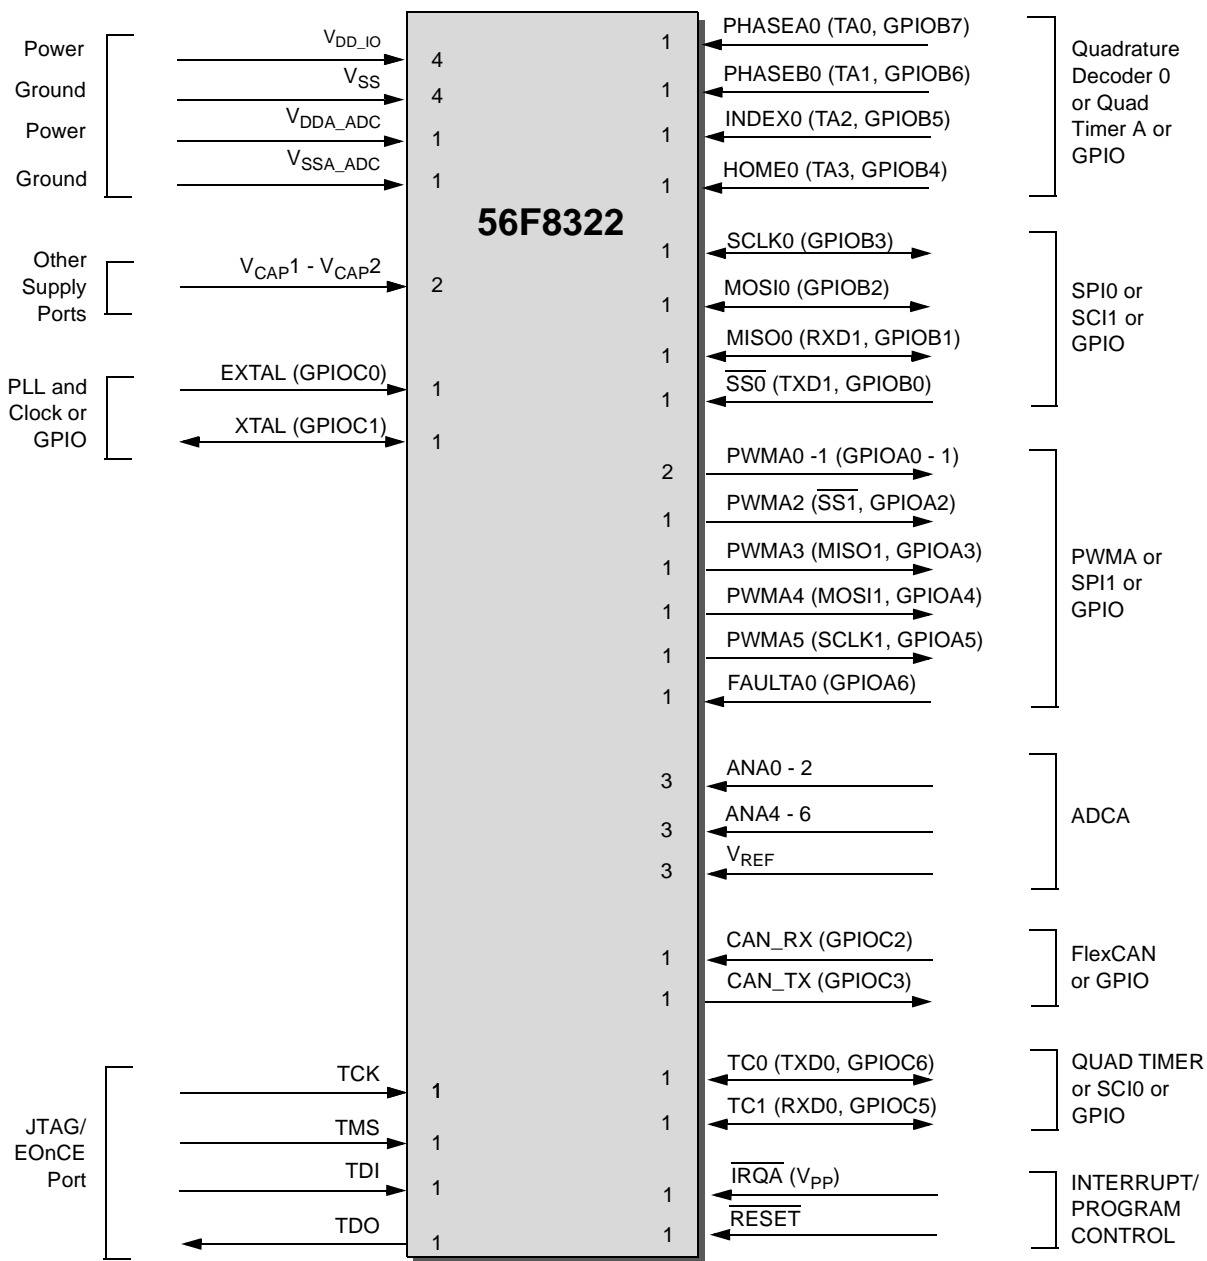 Power
V_DD_IO
4
Ground
V_SS
4
Power
V_DDA_ADC
1
Ground
V_SSA_ADC
1
56F8322
Other
Supply
Ports
V_CAP1 - V_CAP2
2
PLL and
Clock or
GPIO
EXTAL (GPIOC0)
1
XTAL (GPIOC1)
1
JTAG/
EOnCE
Port
TCK
1
TMS
1
TDI
1
TDO
1
1
PHASEA0 (TA0, GPIOB7)
1
PHASEB0 (TA1, GPIOB6)
1
INDEX0 (TA2, GPIOB5)
1
HOME0 (TA3, GPIOB4)
Quadrature
Decoder 0
or Quad
Timer A or
GPIO
1
SCLK0 (GPIOB3)
1
MOSI0 (GPIOB2)
1
MISO0 (RXD1, GPIOB1)
1
SS0 (TXD1, GPIOB0)
SPI0 or
SCI1 or
GPIO
2
PWMA0 -1 (GPIOA0 - 1)
1
PWMA2 (SS1, GPIOA2)
1
PWMA3 (MISO1, GPIOA3)
1
PWMA4 (MOSI1, GPIOA4)
1
PWMA5 (SCLK1, GPIOA5)
1
FAULTA0 (GPIOA6)
PWMA or
SPI1 or
GPIO
3
ANA0 - 2
3
ANA4 - 6
3
V_REF
ADCA
1
CAN_RX (GPIOC2)
1
CAN_TX (GPIOC3)
FlexCAN
or GPIO
1
TC0 (TXD0, GPIOC6)
1
TC1 (RXD0, GPIOC5)
QUAD TIMER
or SCI0 or
GPIO
1
IRQA (V_PP)
1
RESET
INTERRUPT/
PROGRAM
CONTROL